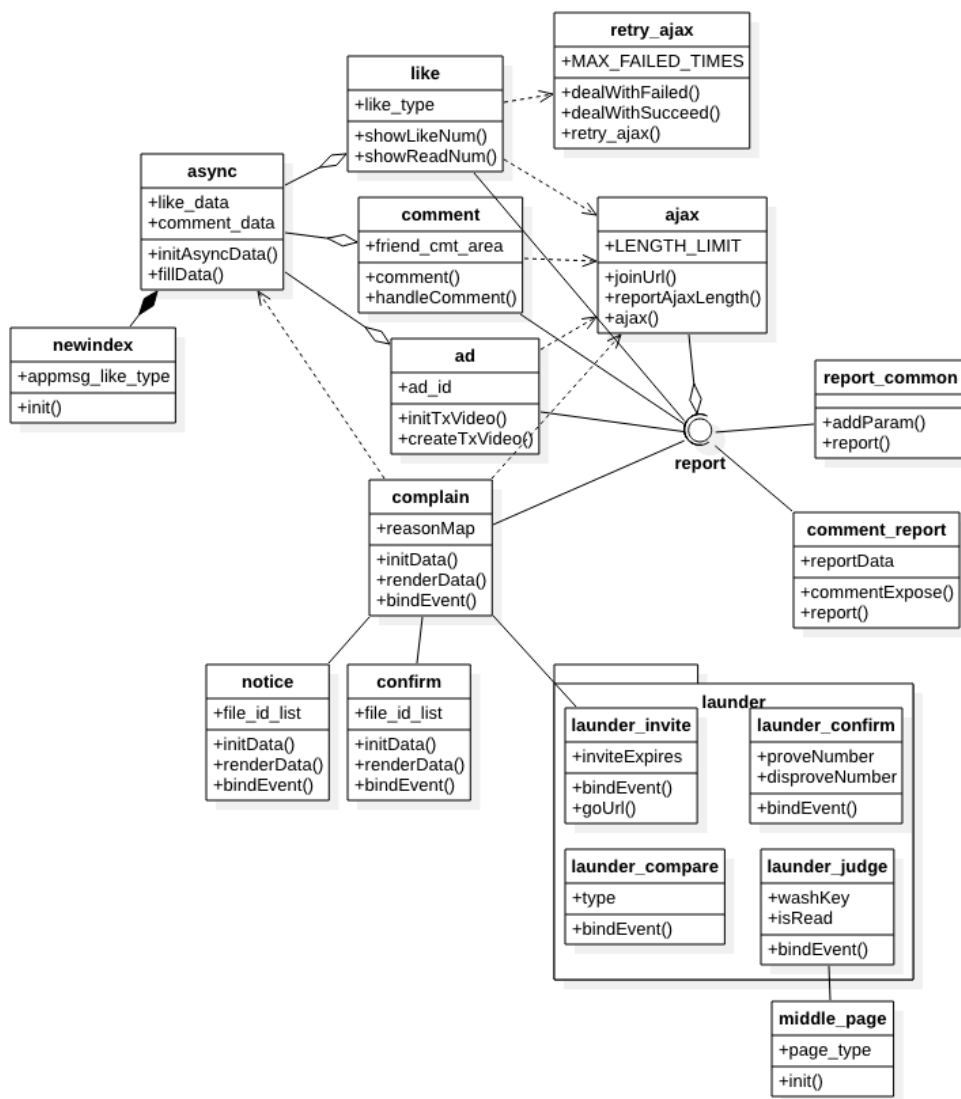 retry_ajax
+MAX_FAILED_TIMES
+dealWithFailed()
+dealWithSucceed()
+retry_ajax()
like
+like_type
+showLikeNum()
+showReadNum()
async
+like_data
+comment_data
+initAsyncData()
+fillData()
comment
+friend_cmt_area
+comment()
+handleComment()
ajax
+LENGTH_LIMIT
+joinUrl()
+reportAjaxLength()
+ajax()
newindex
+appmsg_like_type
+init()
ad
+ad_id
+initTxVideo()
+createTxVideo()
report
report_common
+addParam()
+report()
complain
+reasonMap
+initData()
+renderData()
+bindEvent()
comment_report
+reportData
+commentExpose()
+report()
notice
+file_id_list
+initData()
+renderData()
+bindEvent()
confirm
+file_id_list
+initData()
+renderData()
+bindEvent()
launder
launder_invite
+inviteExpires
+bindEvent()
+goUrl()
launder_confirm
+proveNumber
+disproveNumber
+bindEvent()
launder_compare
+type
+bindEvent()
launder_judge
+washKey
+isRead
+bindEvent()
middle_page
+page_type
+init()